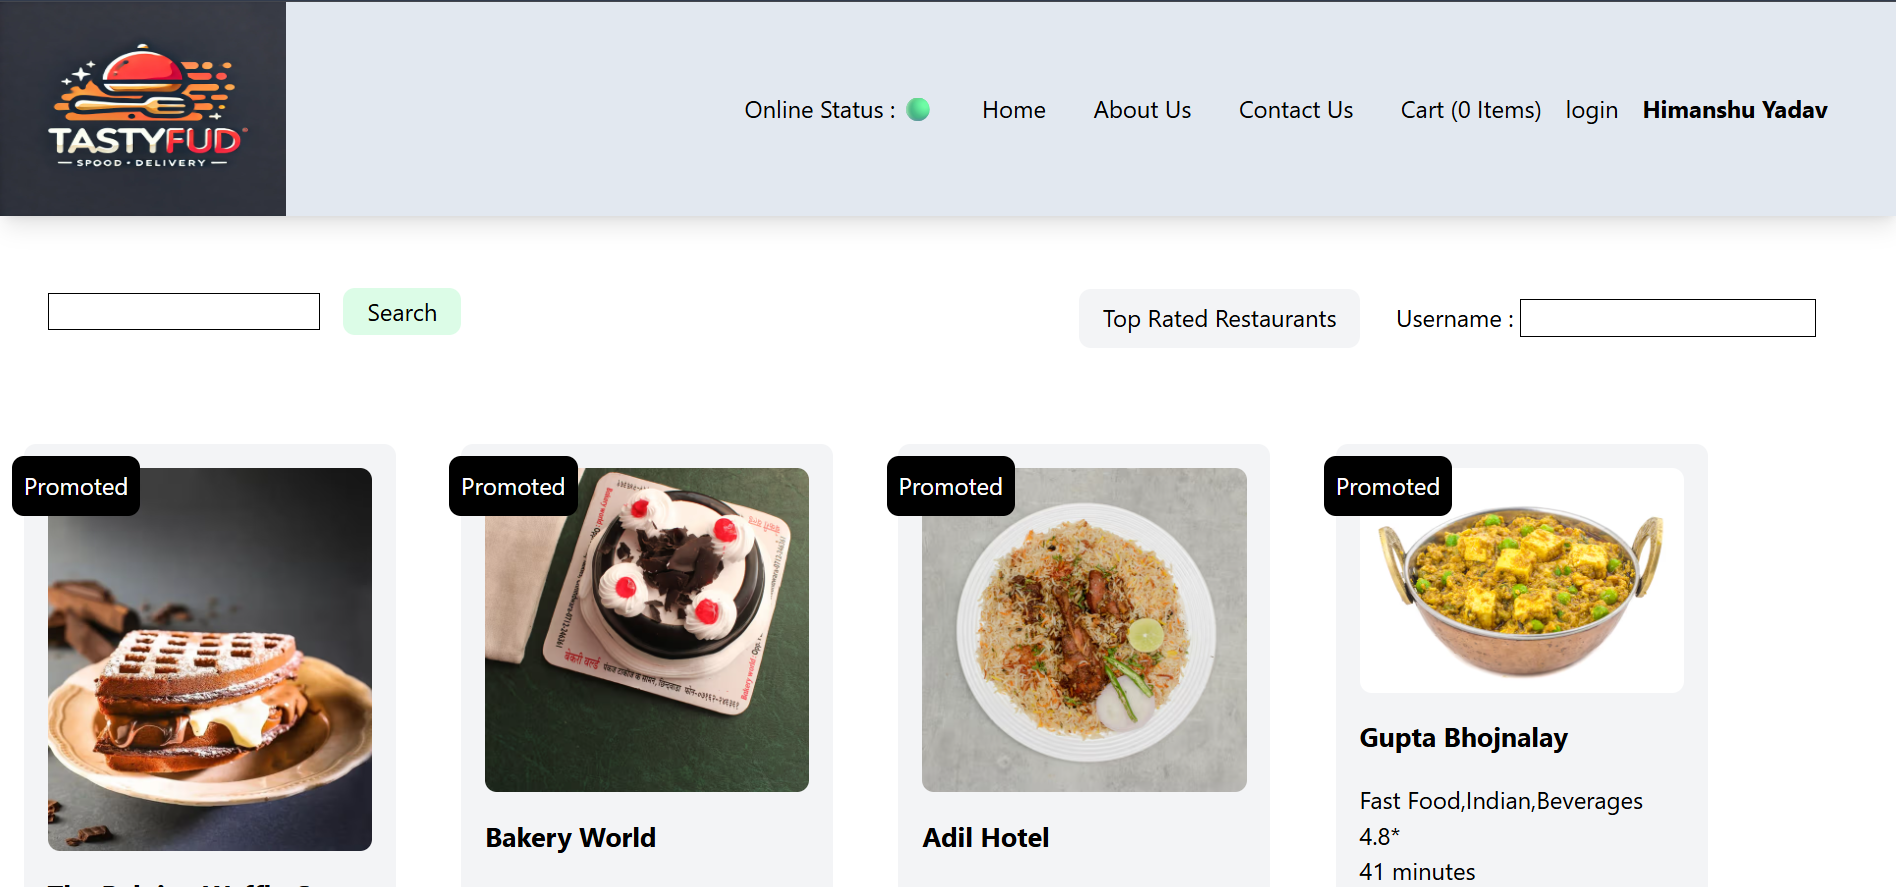 TASTYFUD
SPOOD • DELIVERY
Online Status :
Home
About Us
Contact Us
Cart (0 Items)
login
Himanshu Yadav
Search
Top Rated Restaurants
Username :
Promoted
Promoted
Promoted
Promoted
Bakery World
Adil Hotel
Gupta Bhojnalay
Fast Food,Indian,Beverages
4.8*
41 minutes